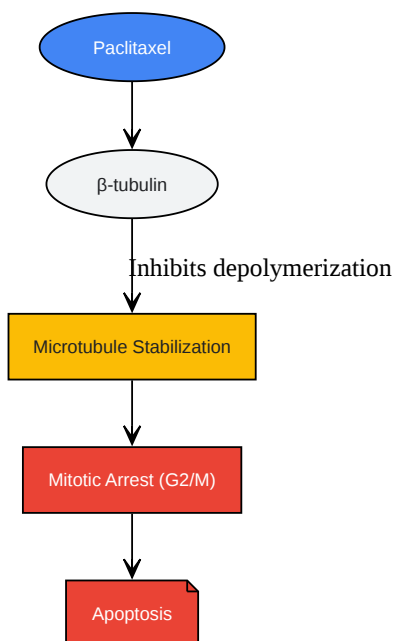 Paclitaxel
β-tubulin
Inhibits depolymerization
Microtubule Stabilization
Mitotic Arrest (G2/M)
Apoptosis